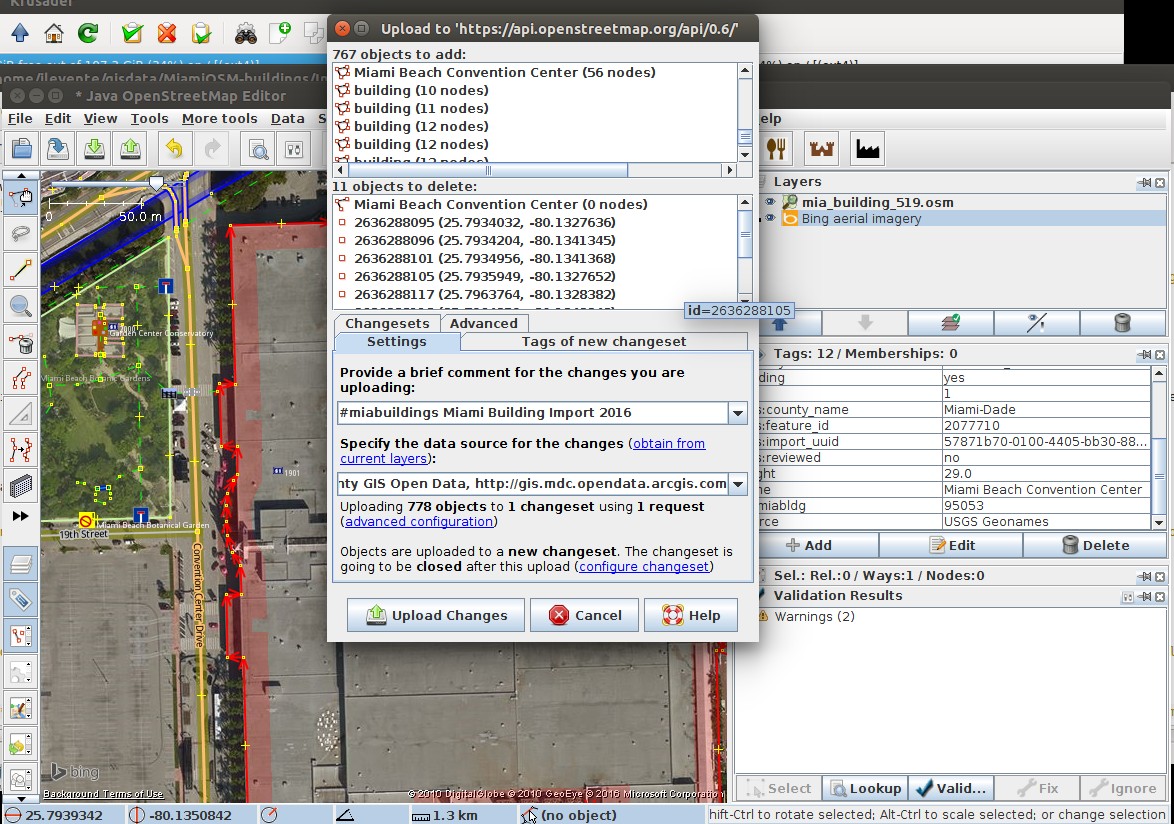 Krusader
Upload to 'https://api.openstreetmap.org/api/0.6/'
767 objects to add:
Miami Beach Convention Center (56 nodes)
building (10 nodes)
building (11 nodes)
building (12 nodes)
building (12 nodes)
building (12 nodes)
11 objects to delete:
Miami Beach Convention Center (0 nodes)
2636288095 (25.7934032, -80.1327636)
2636288096 (25.7934204, -80.1341345)
2636288101 (25.7934956, -80.1341368)
2636288105 (25.7935949, -80.1327652)
2636288117 (25.7963764, -80.1328382)
id=2636288105
Changesets Advanced
Settings Tags of new changeset
Provide a brief comment for the changes you are
uploading:
#miabuildings Miami Building Import 2016
Specify the data source for the changes (obtain from
current layers):
nty GIS Open Data, http://gis.mdc.opendata.arcgis.com
Uploading 778 objects to 1 changeset using 1 request
(advanced configuration)
Objects are uploaded to a new changeset. The changeset is
going to be closed after this upload (configure changeset)
Upload Changes Cancel Help
* Java OpenStreetMap Editor
File Edit View Tools More tools Data S
elp
0 50.0 m
Garden Center Conservatory
Miami Beach Botanic Gardens
1901
Miami Beach Botanical Garden
19th Street
Convention Center Drive
bing
Background Terms of Use
© 2010 DigitalGlobe © 2010 GeoEye © 2016 Microsoft Corporatio
Layers
mia_building_519.osm
Bing aerial imagery
Tags: 12 / Memberships: 0
ding yes
1
s:county_name Miami-Dade
s:feature_id 2077710
s:import_uuid 57871b70-0100-4405-bb30-88...
s:reviewed no
ght 29.0
ne Miami Beach Convention Center
miabldg 95053
rce USGS Geonames
Add Edit Delete
Sel.: Rel.:0 / Ways:1 / Nodes:0
Validation Results
Warnings (2)
Select Lookup Valid... Fix Ignore
25.7939342 -80.1350842 1.3 km (no object) hift-Ctrl to rotate selected; Alt-Ctrl to scale selected; or change selection